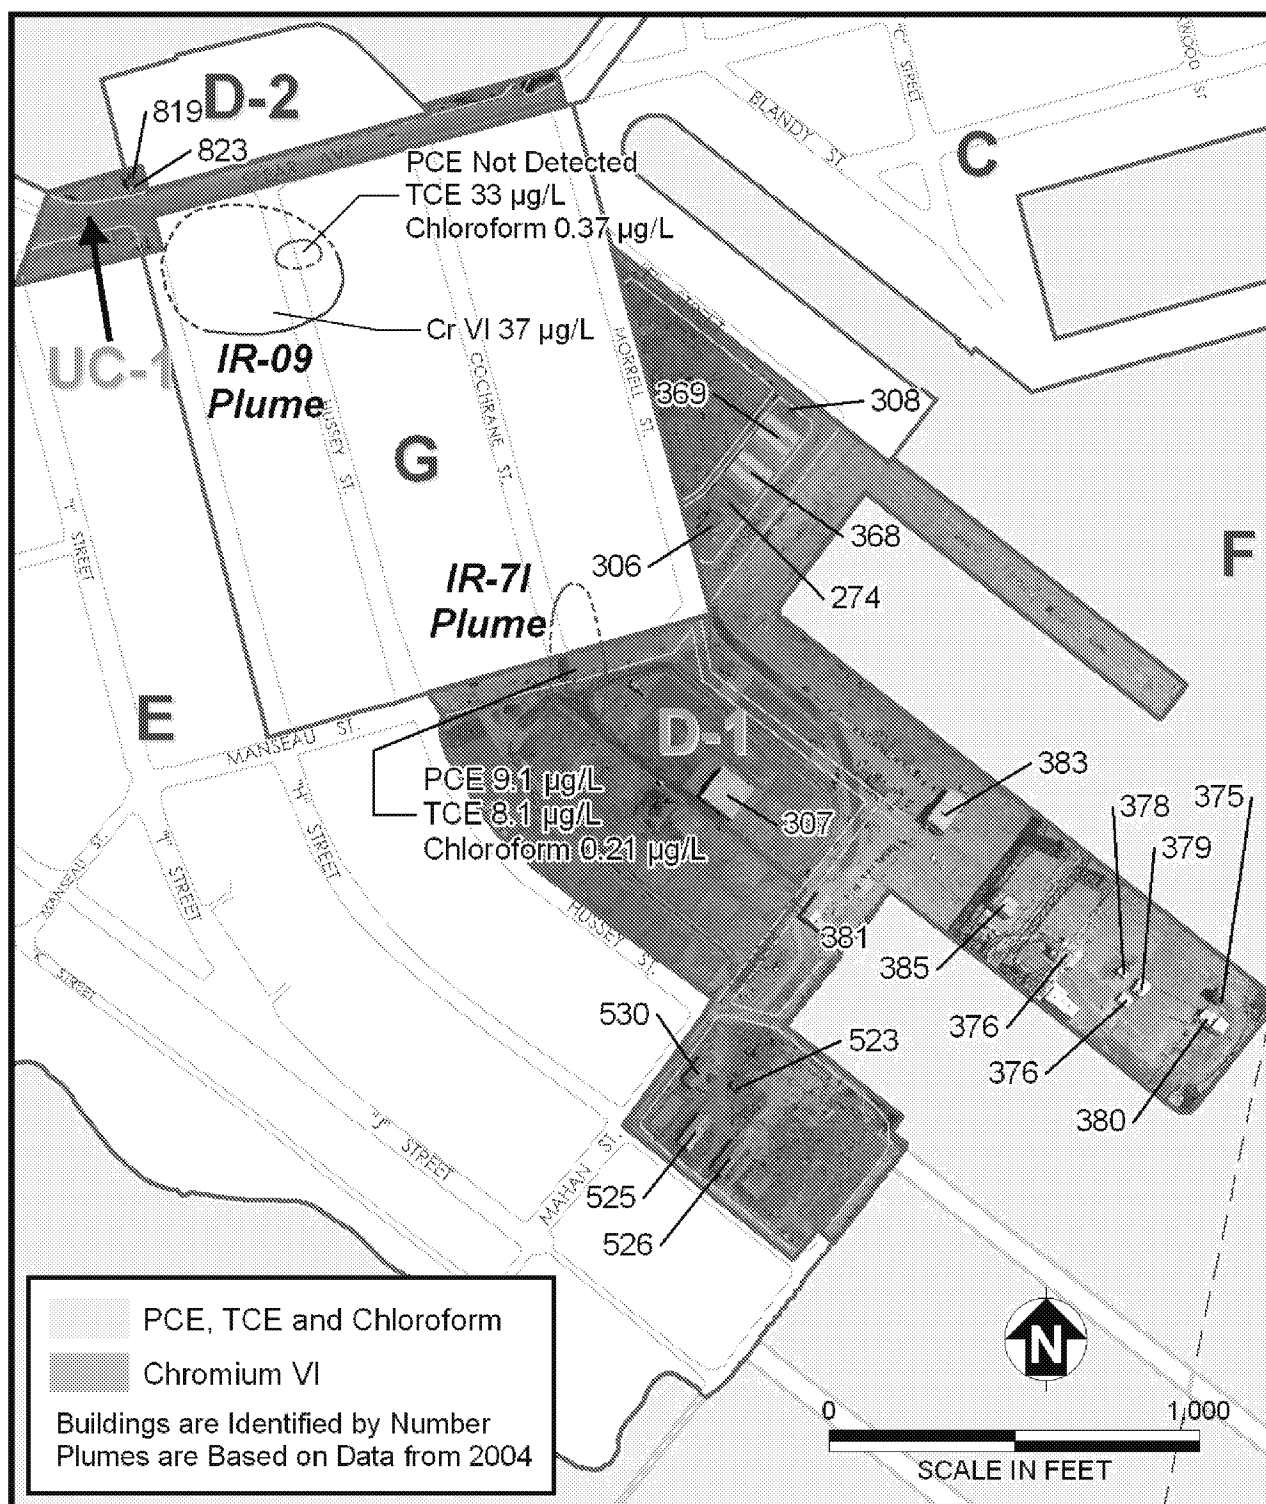 "C" STREET
KWOOD ST.
BLANDY ST.
D-2
819
823
C
PCE Not Detected
TCE 33 µg/L
Chloroform 0.37 µg/L
Cr VI 37 µg/L
UC-1
IR-09
Plume
MORRELL ST.
COCHRANE ST.
HUSSEY ST.
369
308
G
"I" STREET
368
306
274
F
IR-7I
Plume
E
D-1
MANSEAU ST.
383
378
375
379
PCE 9.1 µg/L
TCE 8.1 µg/L
Chloroform 0.21 µg/L
307
"H" STREET
"I" STREET
MANSEAU ST.
HUSSEY ST.
381
385
"K" STREET
376
376
380
530
523
"J" STREET
MAHAN ST.
525
526
PCE, TCE and Chloroform
Chromium VI
Buildings are Identified by Number
Plumes are Based on Data from 2004
N
0 1,000
SCALE IN FEET